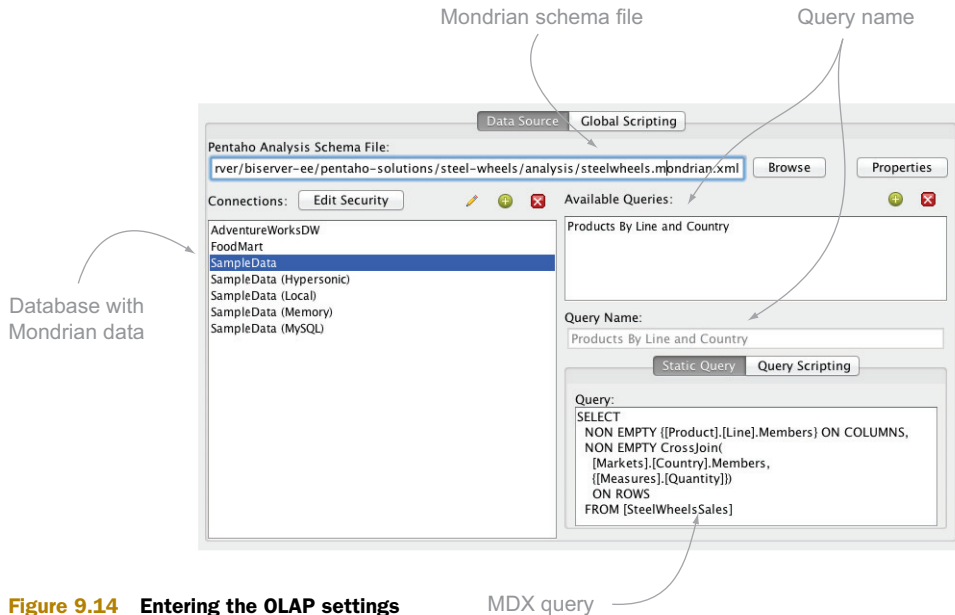 Mondrian schema file
Query name
Data Source
Global Scripting
Pentaho Analysis Schema File:
rver/biserver-ee/pentaho-solutions/steel-wheels/analysis/steelwheels.mondrian.xml
Browse
Properties
Connections:
Edit Security
Available Queries:
AdventureWorksDW
FoodMart
SampleData
SampleData (Hypersonic)
SampleData (Local)
SampleData (Memory)
SampleData (MySQL)
Products By Line and Country
Database with
Mondrian data
Query Name:
Products By Line and Country
Static Query
Query Scripting
Query:
SELECT
NON EMPTY {[Product].[Line].Members} ON COLUMNS,
NON EMPTY CrossJoin(
[Markets].[Country].Members,
{[Measures].[Quantity]})
ON ROWS
FROM [SteelWheelsSales]
Figure 9.14 Entering the OLAP settings
MDX query